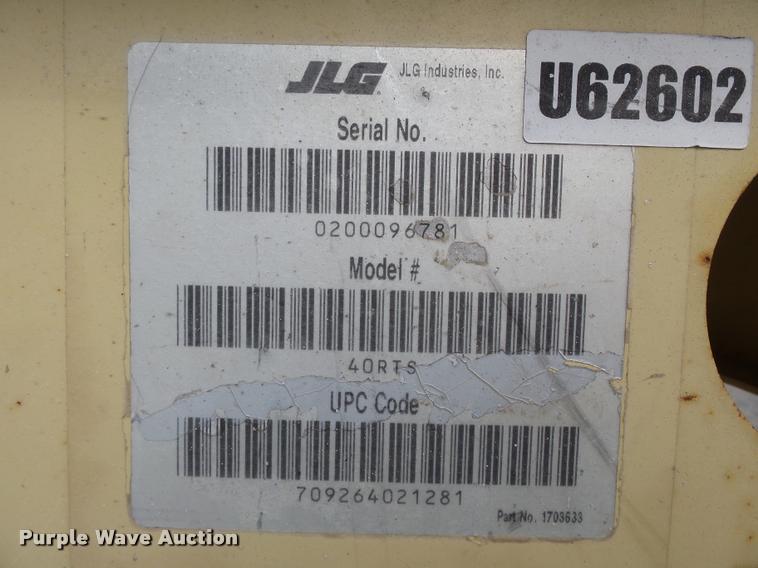 JLG JLG Industries, Inc.
U62602
Serial No.
0200096781
Model #
40RTS
UPC Code
709264021281
Part No. 1703633
Purple Wave Auction